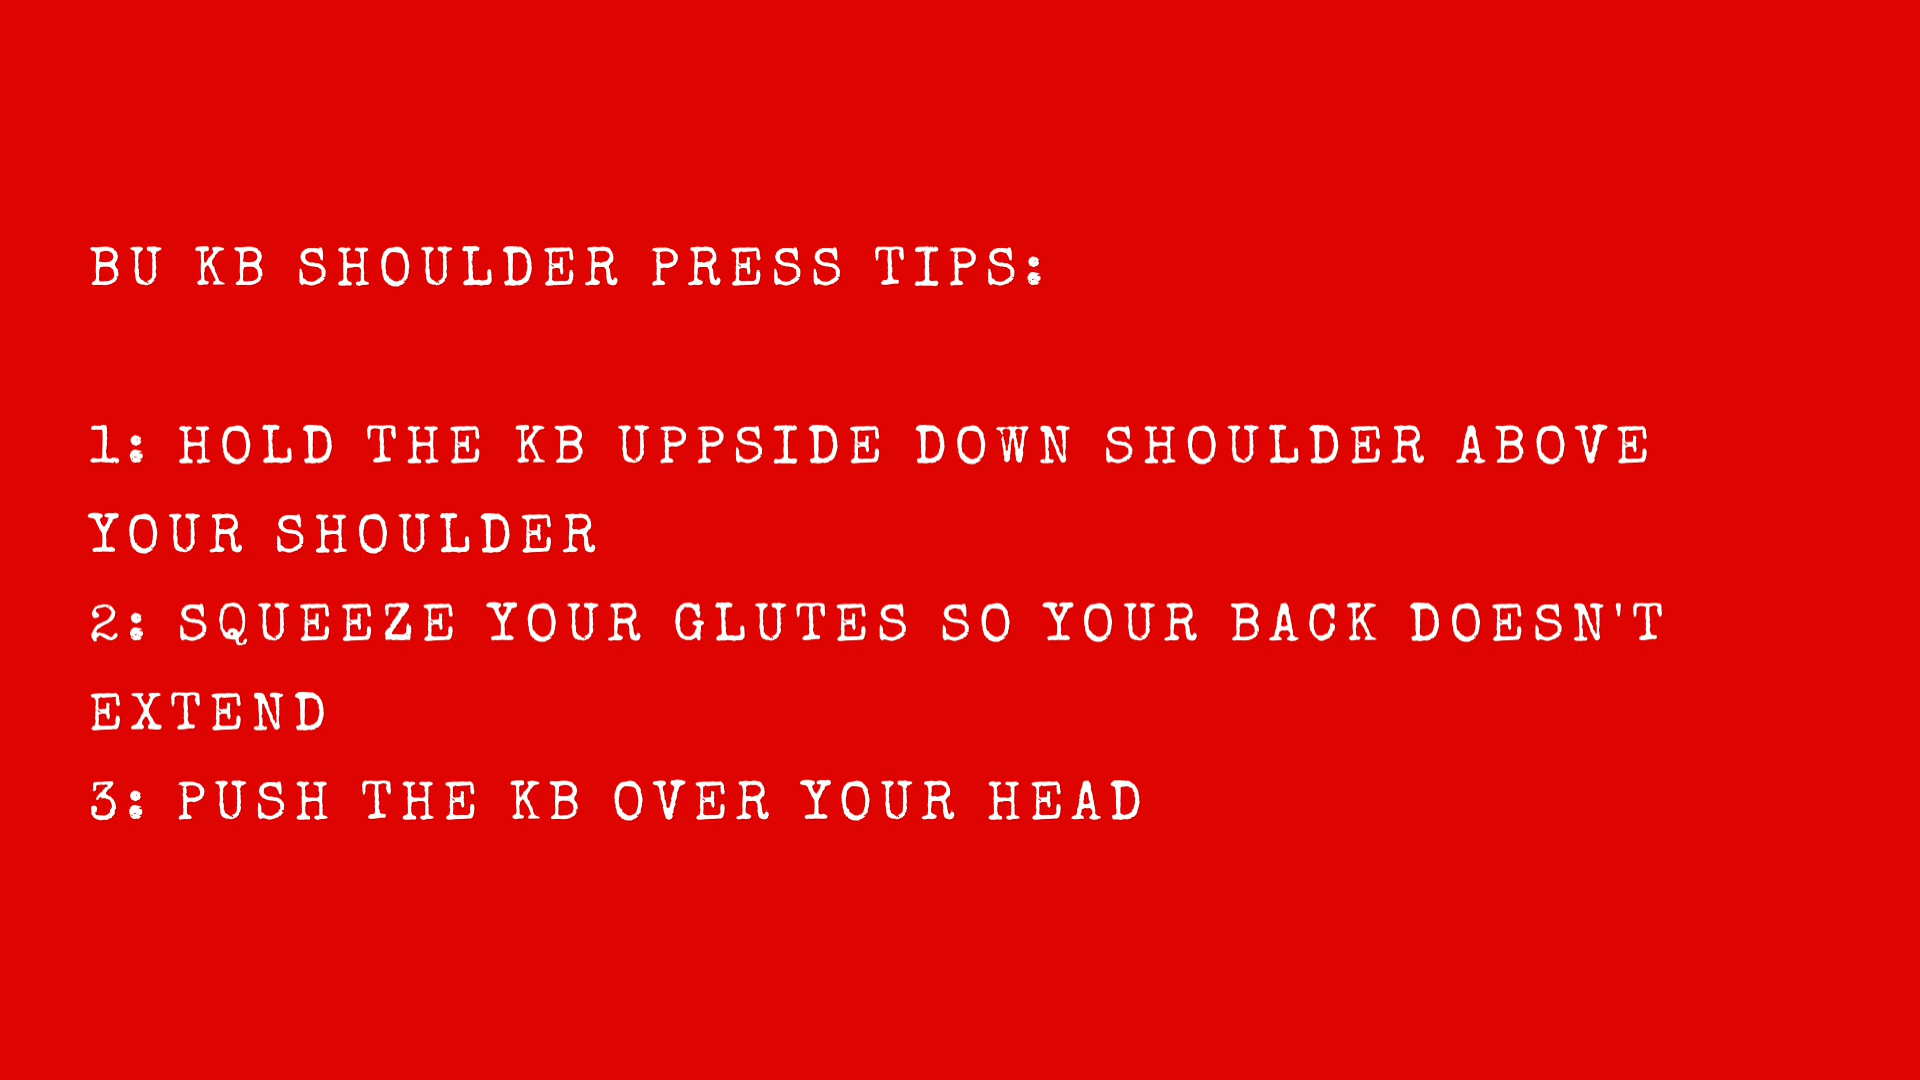 BU KB SHOULDER PRESS TIPS:
1: HOLD THE KB UPPSIDE DOWN SHOULDER ABOVE
YOUR SHOULDER
2: SQUEEZE YOUR GLUTES SO YOUR BACK DOESN'T
EXTEND
3: PUSH THE KB OVER YOUR HEAD